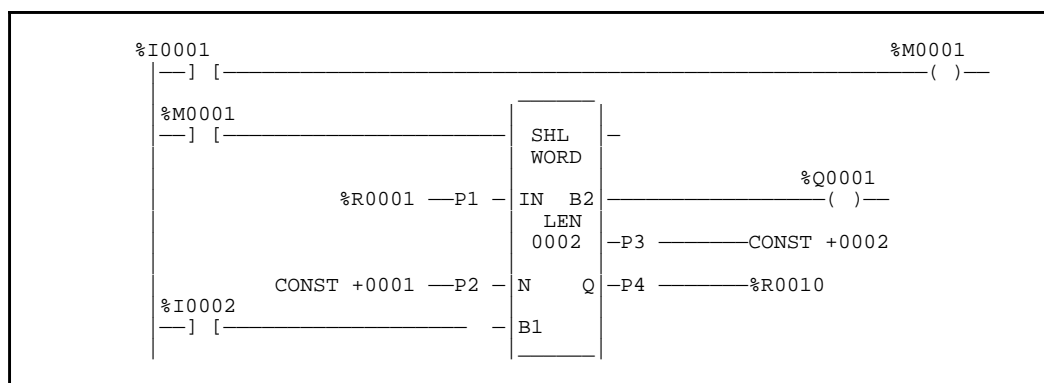 %I0001 %M0001
——] [——( )——
%M0001
——] [—— SHL —
WORD
%Q0001
%R0001 ——P1 — IN B2 ——( )——
LEN
0002 —P3 ——CONST +0002
CONST +0001 ——P2 — N Q —P4 ——%R0010
%I0002
——] [—— — B1